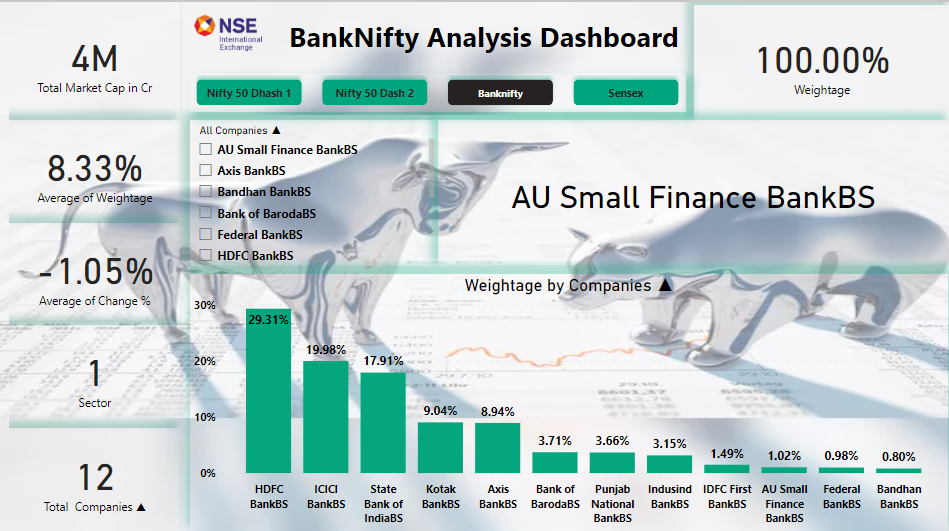 NSE
International
Exchange
BankNifty Analysis Dashboard
Nifty 50 Dhash 1
Nifty 50 Dash 2
Banknifty
Sensex
4M
Total Market Cap in Cr
100.00%
Weightage
8.33%
Average of Weightage
-1.05%
Average of Change %
1
Sector
12
Total Companies ▲
All Companies ▲
AU Small Finance BankBS
Axis BankBS
Bandhan BankBS
Bank of BarodaBS
Federal BankBS
HDFC BankBS
AU Small Finance BankBS
Weightage by Companies ▲
30%
20%
10%
0%
29.31%
19.98%
17.91%
9.04%
8.94%
3.71%
3.66%
3.15%
1.49%
1.02%
0.98%
0.80%
HDFC
BankBS
ICICI
BankBS
State
Bank of
IndiaBS
Kotak
BankBS
Axis
BankBS
Bank of
BarodaBS
Punjab
National
BankBS
Indusind
BankBS
IDFC First
BankBS
AU Small
Finance
BankBS
Federal
BankBS
Bandhan
BankBS